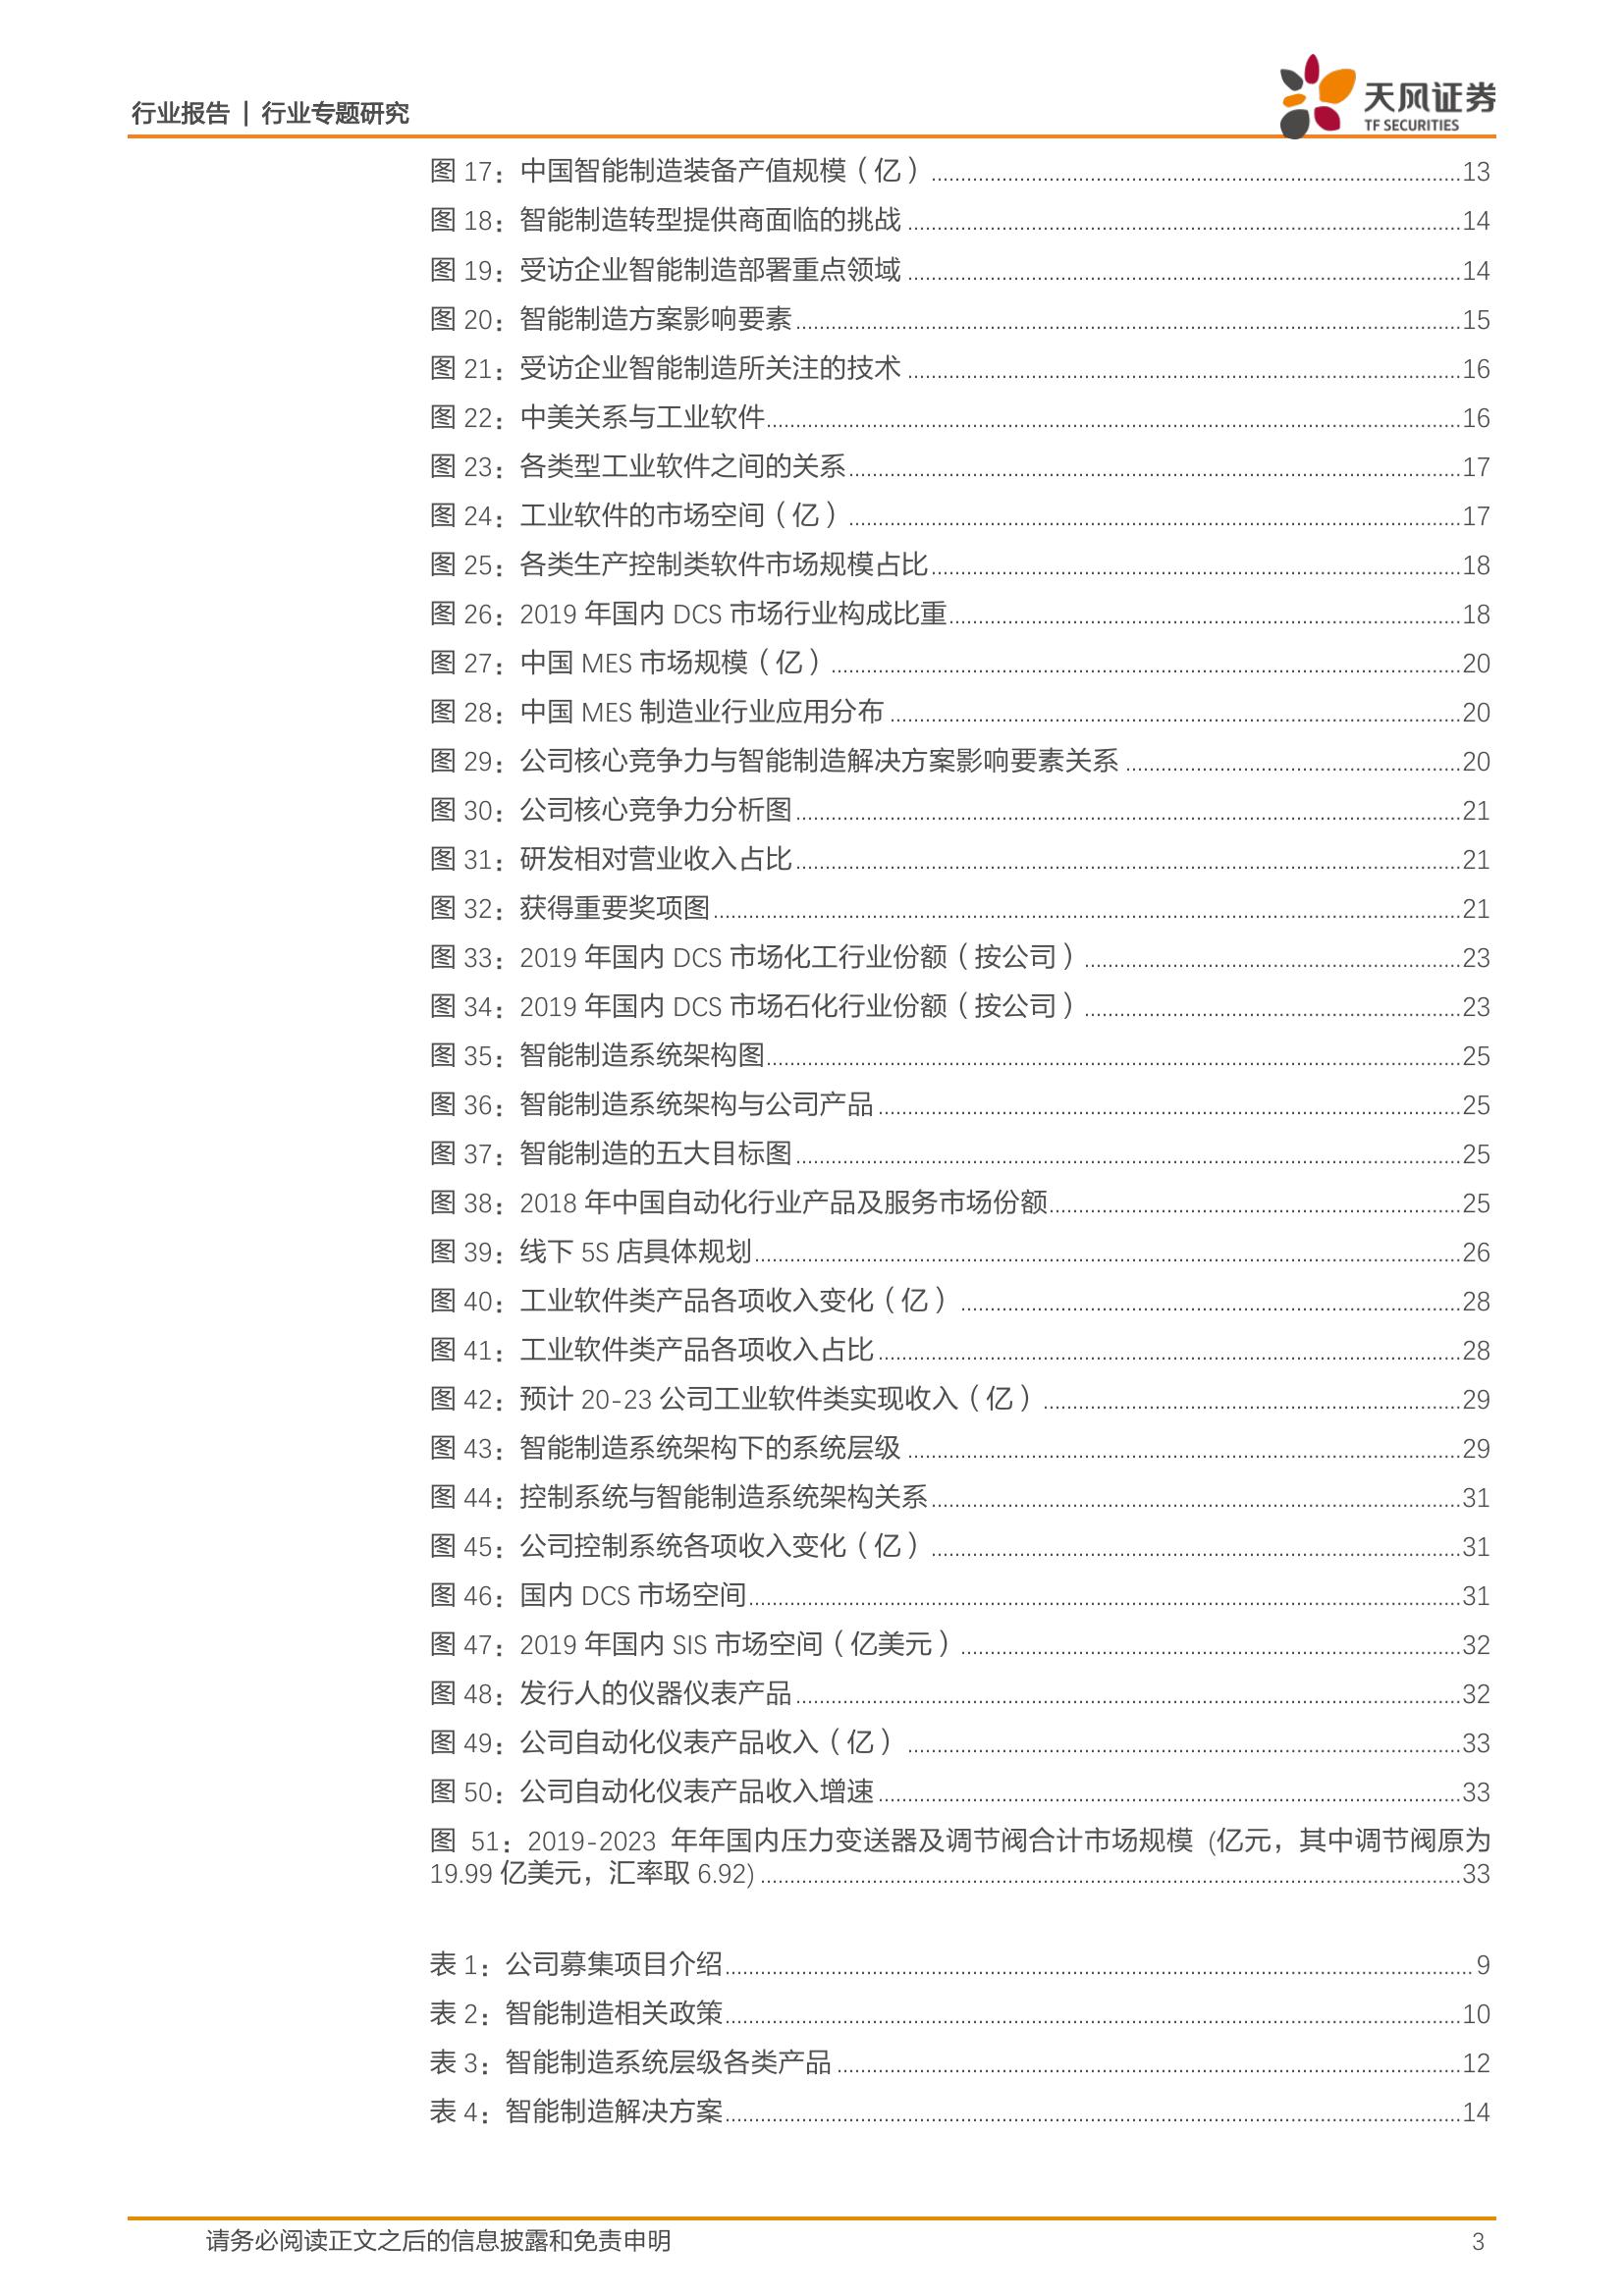 行业报告 | 行业专题研究
天风证券
TF SECURITIES
图 17：中国智能制造装备产值规模（亿）........13
图 18：智能制造转型提供商面临的挑战........14
图 19：受访企业智能制造部署重点领域........14
图 20：智能制造方案影响要素........15
图 21：受访企业智能制造所关注的技术........16
图 22：中美关系与工业软件........16
图 23：各类型工业软件之间的关系........17
图 24：工业软件的市场空间（亿）........17
图 25：各类生产控制类软件市场规模占比........18
图 26：2019 年国内 DCS 市场行业构成比重........18
图 27：中国 MES 市场规模（亿）........20
图 28：中国 MES 制造业行业应用分布........20
图 29：公司核心竞争力与智能制造解决方案影响要素关系........20
图 30：公司核心竞争力分析图........21
图 31：研发相对营业收入占比........21
图 32：获得重要奖项图........21
图 33：2019 年国内 DCS 市场化工行业份额（按公司）........23
图 34：2019 年国内 DCS 市场石化行业份额（按公司）........23
图 35：智能制造系统架构图........25
图 36：智能制造系统架构与公司产品........25
图 37：智能制造的五大目标图........25
图 38：2018 年中国自动化行业产品及服务市场份额........25
图 39：线下 5S 店具体规划........26
图 40：工业软件类产品各项收入变化（亿）........28
图 41：工业软件类产品各项收入占比........28
图 42：预计 20-23 公司工业软件类实现收入（亿）........29
图 43：智能制造系统架构下的系统层级........29
图 44：控制系统与智能制造系统架构关系........31
图 45：公司控制系统各项收入变化（亿）........31
图 46：国内 DCS 市场空间........31
图 47：2019 年国内 SIS 市场空间（亿美元）........32
图 48：发行人的仪器仪表产品........32
图 49：公司自动化仪表产品收入（亿）........33
图 50：公司自动化仪表产品收入增速........33
图 51：2019-2023 年年国内压力变送器及调节阀合计市场规模 (亿元，其中调节阀原为
19.99 亿美元，汇率取 6.92)........33
表 1：公司募集项目介绍........9
表 2：智能制造相关政策........10
表 3：智能制造系统层级各类产品........12
表 4：智能制造解决方案........14
请务必阅读正文之后的信息披露和免责申明
3